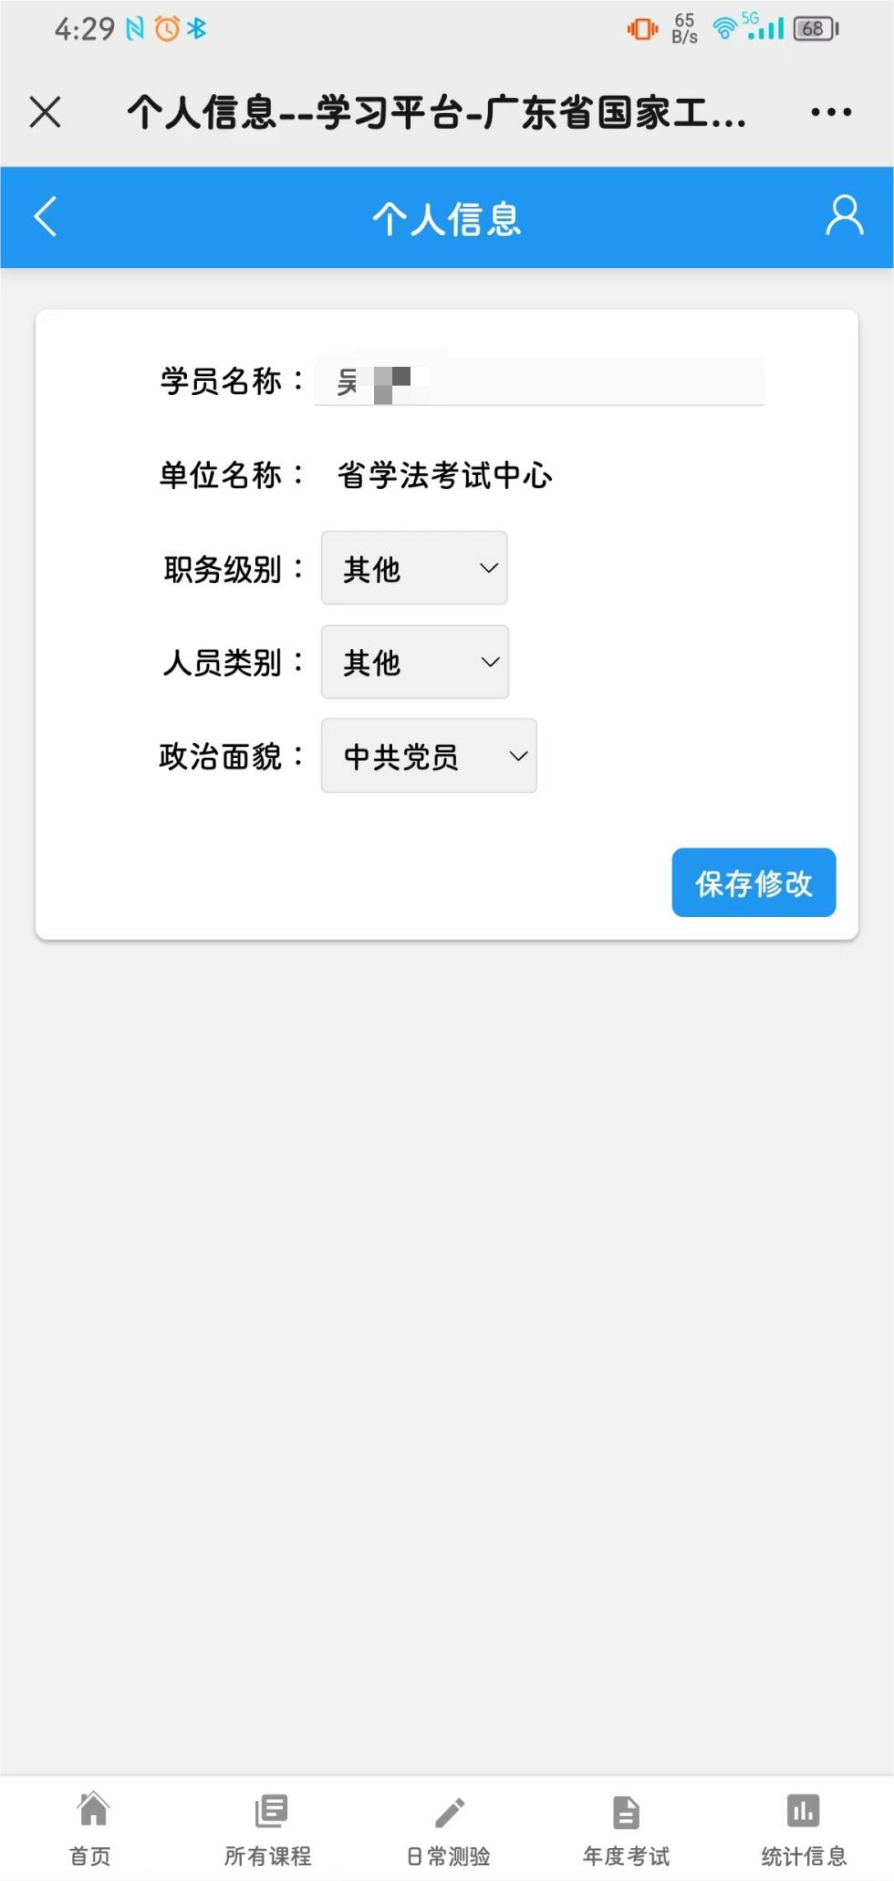 4:29
65
B/s
5G
68
个人信息--学习平台-广东省国家工...
个人信息
学员名称：吴
单位名称： 省学法考试中心
职务级别： 其他
人员类别： 其他
政治面貌： 中共党员
保存修改
首页 所有课程 日常测验 年度考试 统计信息